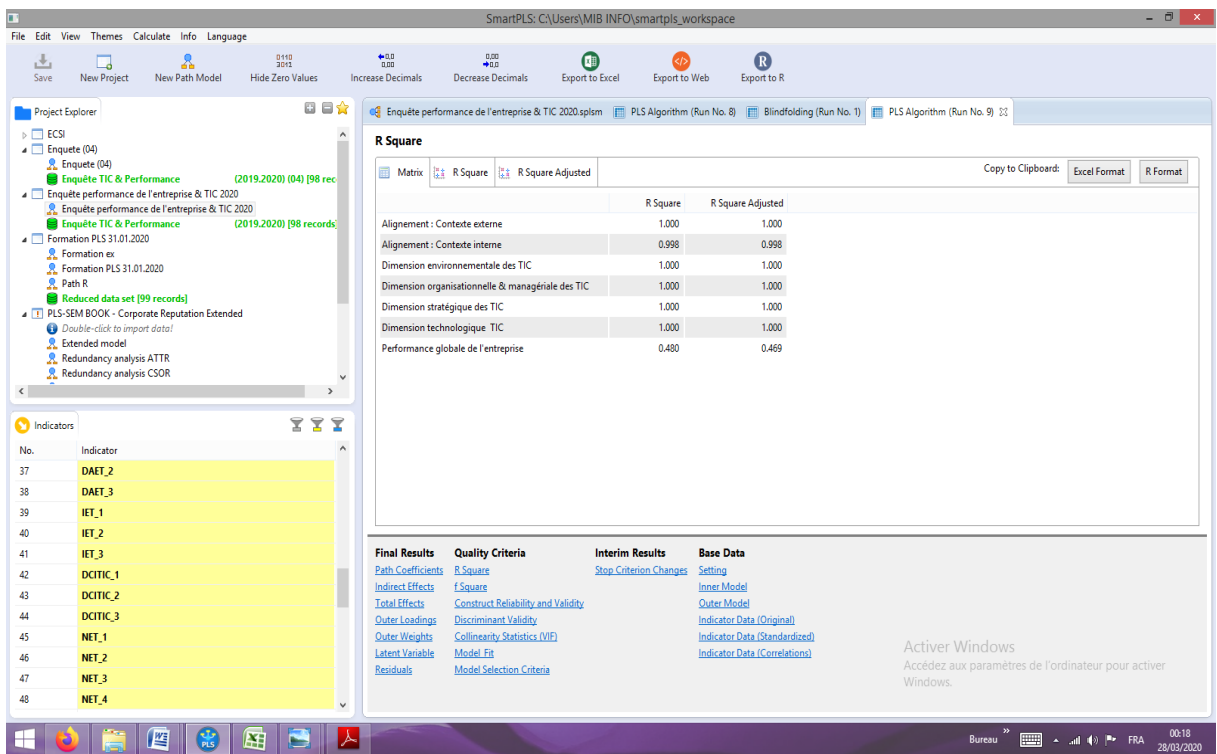 SmartPLS: C:\Users\MIB INFO\smartpls_workspace
File Edit View Themes Calculate Info Language
Save New Project New Path Model Hide Zero Values Increase Decimals Decrease Decimals Export to Excel Export to Web Export to R
Project Explorer
ECSI
Enquete (04)
Enquete (04)
Enquête TIC & Performance (2019.2020) (04) [98 rec
Enquête performance de l'entreprise & TIC 2020
Enquête performance de l'entreprise & TIC 2020
Enquête TIC & Performance (2019.2020) [98 records]
Formation PLS 31.01.2020
Formation ex
Formation PLS 31.01.2020
Path R
Reduced data set [99 records]
PLS-SEM BOOK - Corporate Reputation Extended
Double-click to import data!
Extended model
Redundancy analysis ATTR
Redundancy analysis CSOR
Indicators
No. Indicator
37 DAET_2
38 DAET_3
39 IET_1
40 IET_2
41 IET_3
42 DCITIC_1
43 DCITIC_2
44 DCITIC_3
45 NET_1
46 NET_2
47 NET_3
48 NET_4
Enquête performance de l'entreprise & TIC 2020.splsm PLS Algorithm (Run No. 8) Blindfolding (Run No. 1) PLS Algorithm (Run No. 9)
R Square
Matrix R Square R Square Adjusted Copy to Clipboard: Excel Format R Format
R Square R Square Adjusted
Alignement : Contexte externe 1.000 1.000
Alignement : Contexte interne 0.998 0.998
Dimension environnementale des TIC 1.000 1.000
Dimension organisationnelle & managériale des TIC 1.000 1.000
Dimension stratégique des TIC 1.000 1.000
Dimension technologique TIC 1.000 1.000
Performance globale de l'entreprise 0.480 0.469
Final Results Quality Criteria Interim Results Base Data
Path Coefficients R Square Stop Criterion Changes Setting
Indirect Effects f Square Inner Model
Total Effects Construct Reliability and Validity Outer Model
Outer Loadings Discriminant Validity Indicator Data (Original)
Outer Weights Collinearity Statistics (VIF) Indicator Data (Standardized)
Latent Variable Model Fit Indicator Data (Correlations)
Residuals Model Selection Criteria
Activer Windows
Accédez aux paramètres de l'ordinateur pour activer
Windows.
Bureau FRA 00:18
28/03/2020